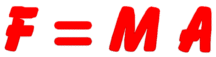 F = M A